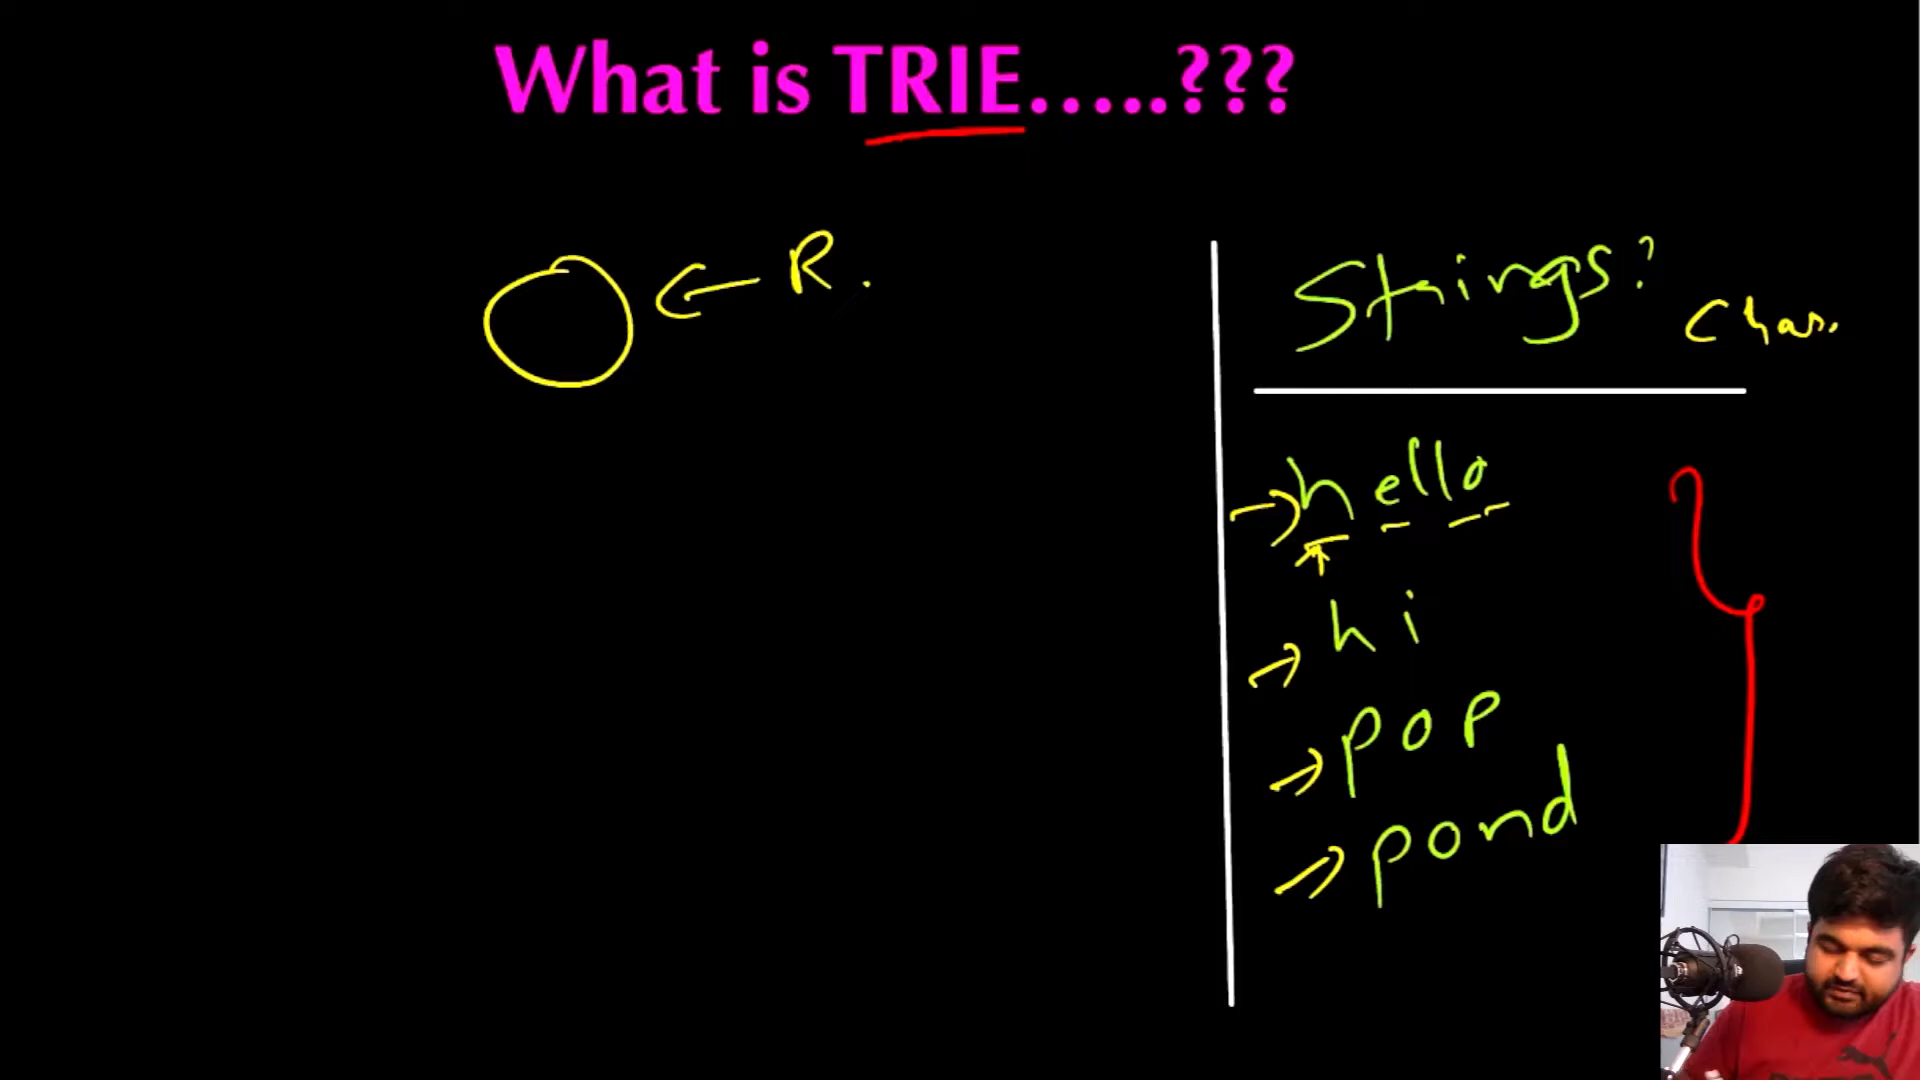 What is TRIE.....???
← R.
Strings?
Char.
→ hello
→ hi
→ pop
→ pond